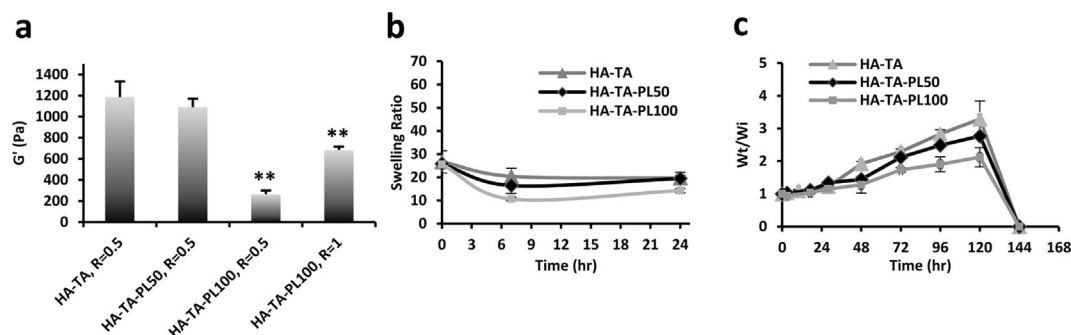 a
G' (Pa)
1400
1200
1000
800
600
400
200
0
**
**
HA-TA, R=0.5
HA-TA-PL50, R=0.5
HA-TA-PL100, R=0.5
HA-TA-PL100, R=1
b
Swelling Ratio
70
60
50
40
30
20
10
0
HA-TA
HA-TA-PL50
HA-TA-PL100
0 3 6 9 12 15 18 21 24
Time (hr)
c
Wt/Wi
5
4
3
2
1
0
HA-TA
HA-TA-PL50
HA-TA-PL100
0 24 48 72 96 120 144 168
Time (hr)